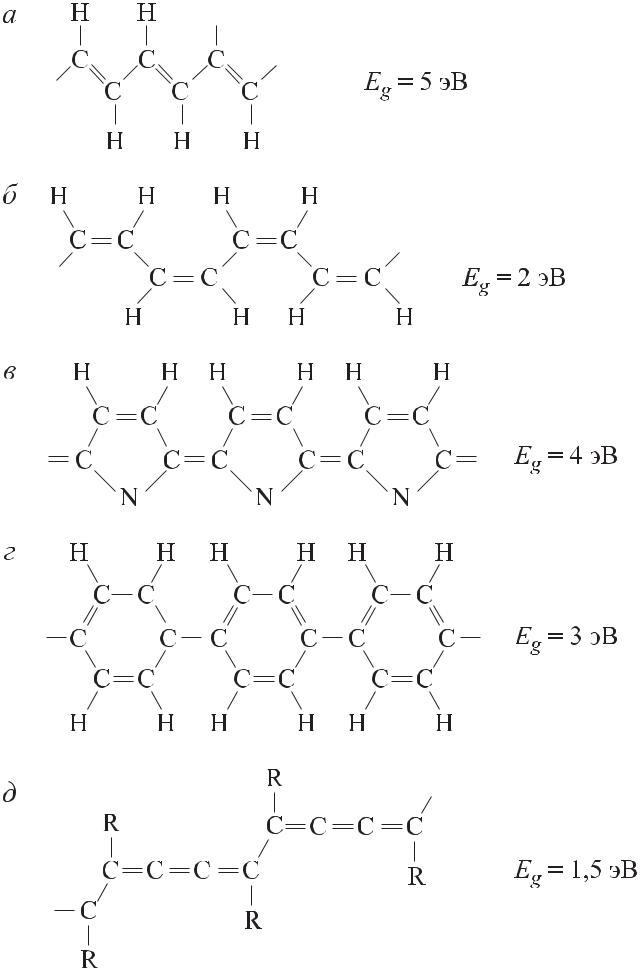 а
H H
C C C
C C C
H H H
E_g = 5 эВ
б
H H H H
C = C C = C
C = C C = C
H H H H
E_g = 2 эВ
в
H H H H H H
C = C C = C C = C
= C C = C C = C C =
N N N
E_g = 4 эВ
г
H H H H H H
C – C C – C C – C
– C C – C C – C C –
C = C C = C C = C
H H H H H H
E_g = 3 эВ
д
R
C = C = C = C
R
C = C = C = C
R
– C
R
R
E_g = 1,5 эВ